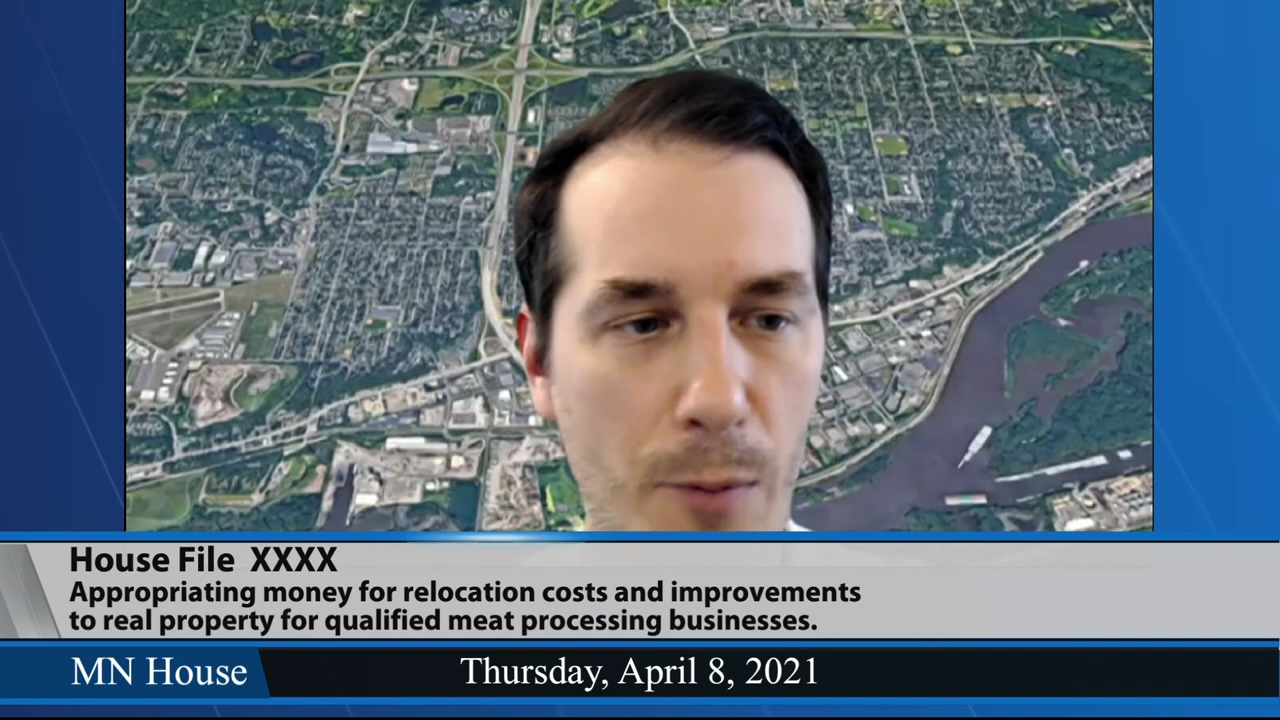 House File XXXX
Appropriating money for relocation costs and improvements
to real property for qualified meat processing businesses.
MN House
Thursday, April 8, 2021